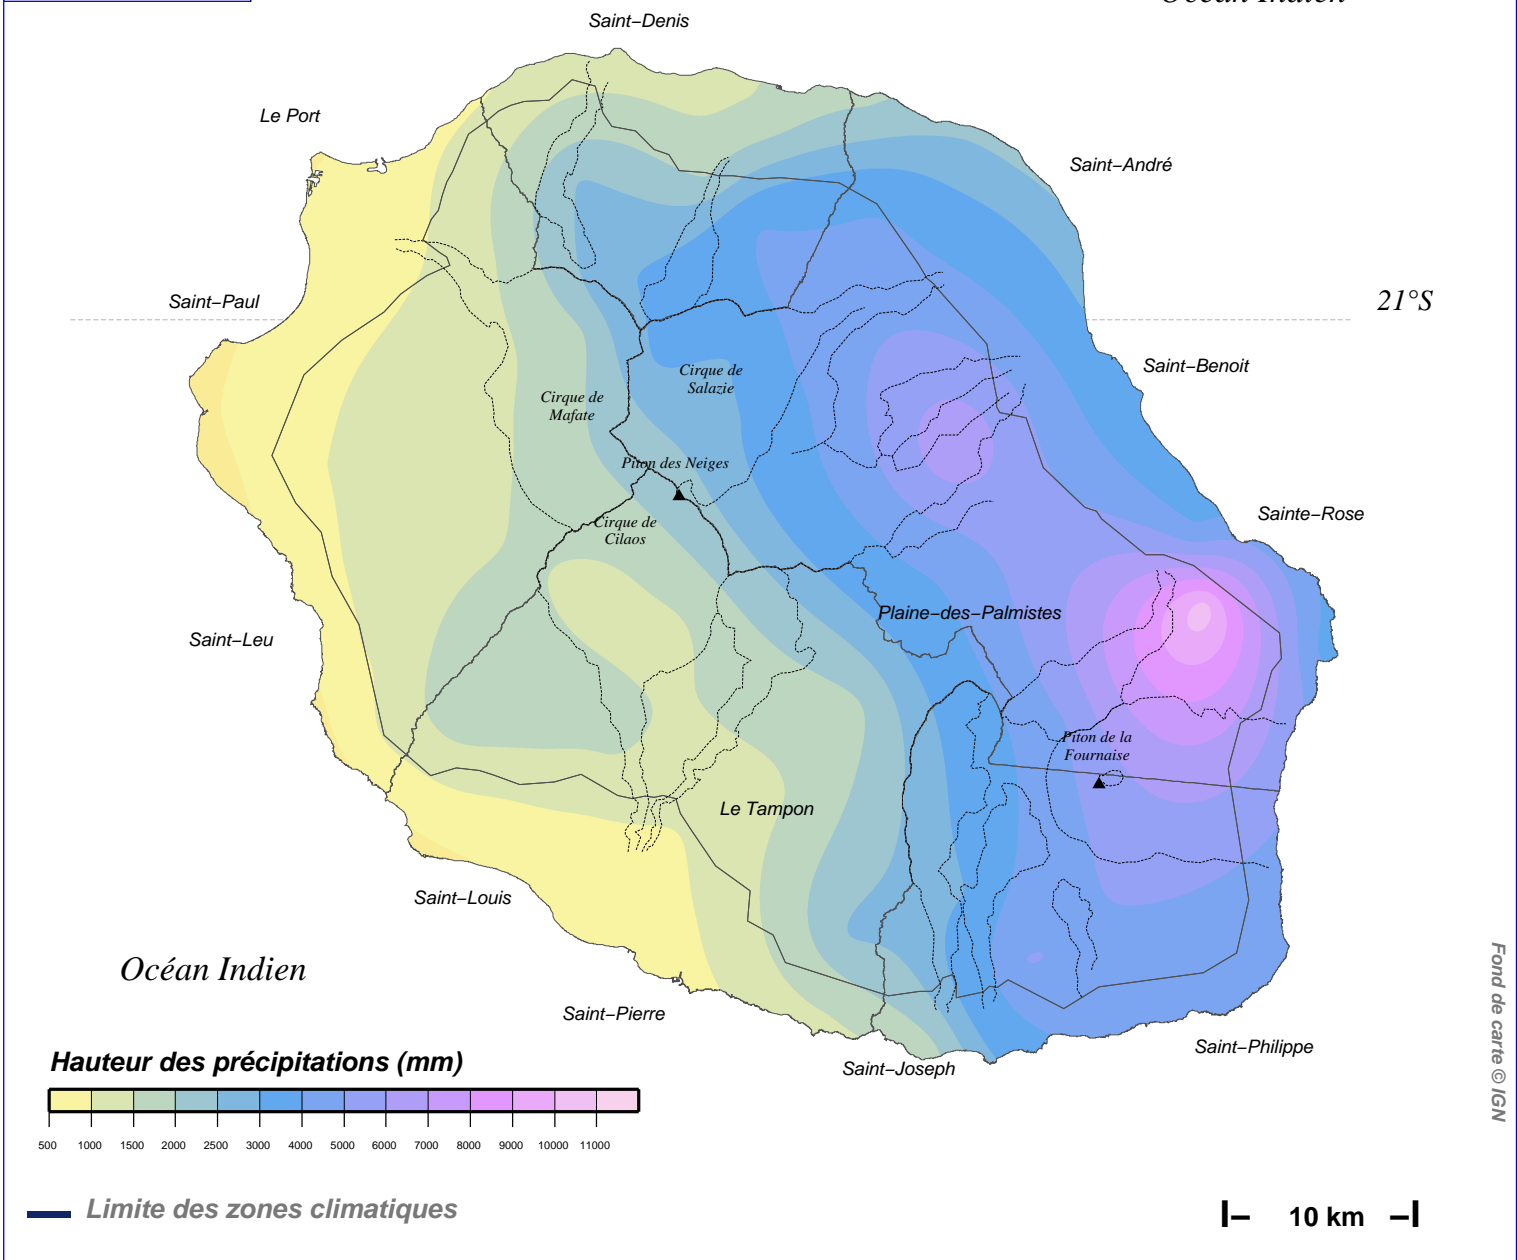 Océan Indien
Saint–Denis
Le Port
Saint–André
Saint–Paul
21°S
Saint–Benoit
Cirque de
Salazie
Cirque de
Mafate
Piton des Neiges
Cirque de
Cilaos
Sainte–Rose
Plaine–des–Palmistes
Saint–Leu
Piton de la
Fournaise
Le Tampon
Saint–Louis
Océan Indien
Saint–Pierre
Saint–Philippe
Saint–Joseph
Fond de carte © IGN
Hauteur des précipitations (mm)
500 1000 1500 2000 2500 3000 4000 5000 6000 7000 8000 9000 10000 11000
Limite des zones climatiques
10 km